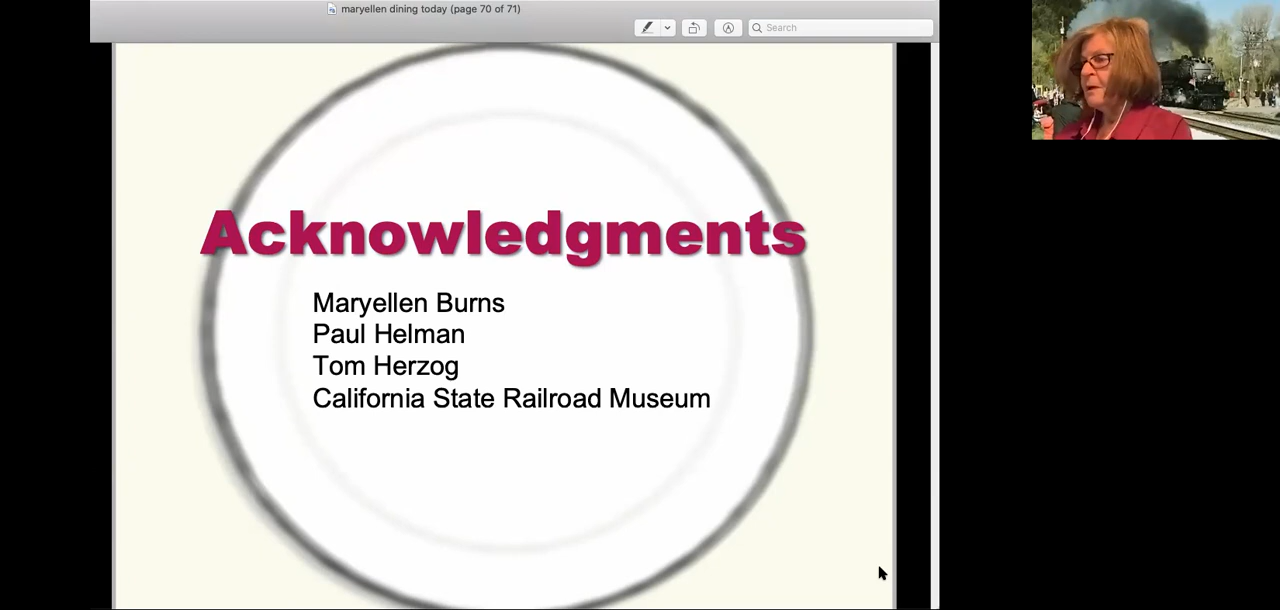 maryellen dining today (page 70 of 71)
Search
Acknowledgments
Maryellen Burns
Paul Helman
Tom Herzog
California State Railroad Museum